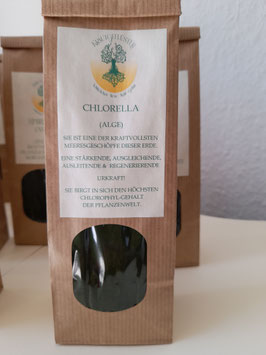 CHLORELLA
(ALGE)
SIE IST EINE DER KRAFTVOLLSTEN
MEERESGESCHÖPFE DIESER ERDE.
EINE STÄRKENDE, AUSGLEICHENDE,
AUSLEITENDE & REGENERIERENDE
URKRAFT!
SIE BIRGT IN SICH DEN HÖCHSTEN
CHLOROPHYL-GEHALT
DER PFLANZENWELT.